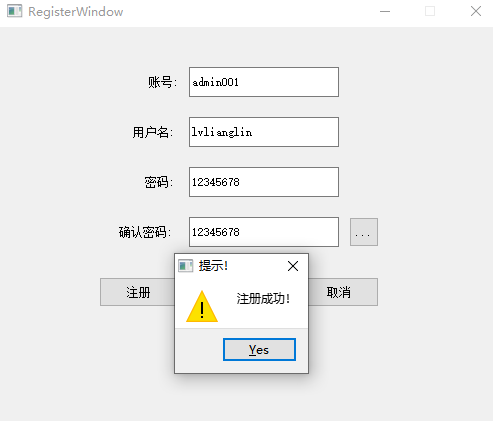 RegisterWindow
账号:
admin001
用户名:
lvlianglin
密码:
12345678
确认密码:
12345678
...
提示!
注册
注册成功!
取消
Yes